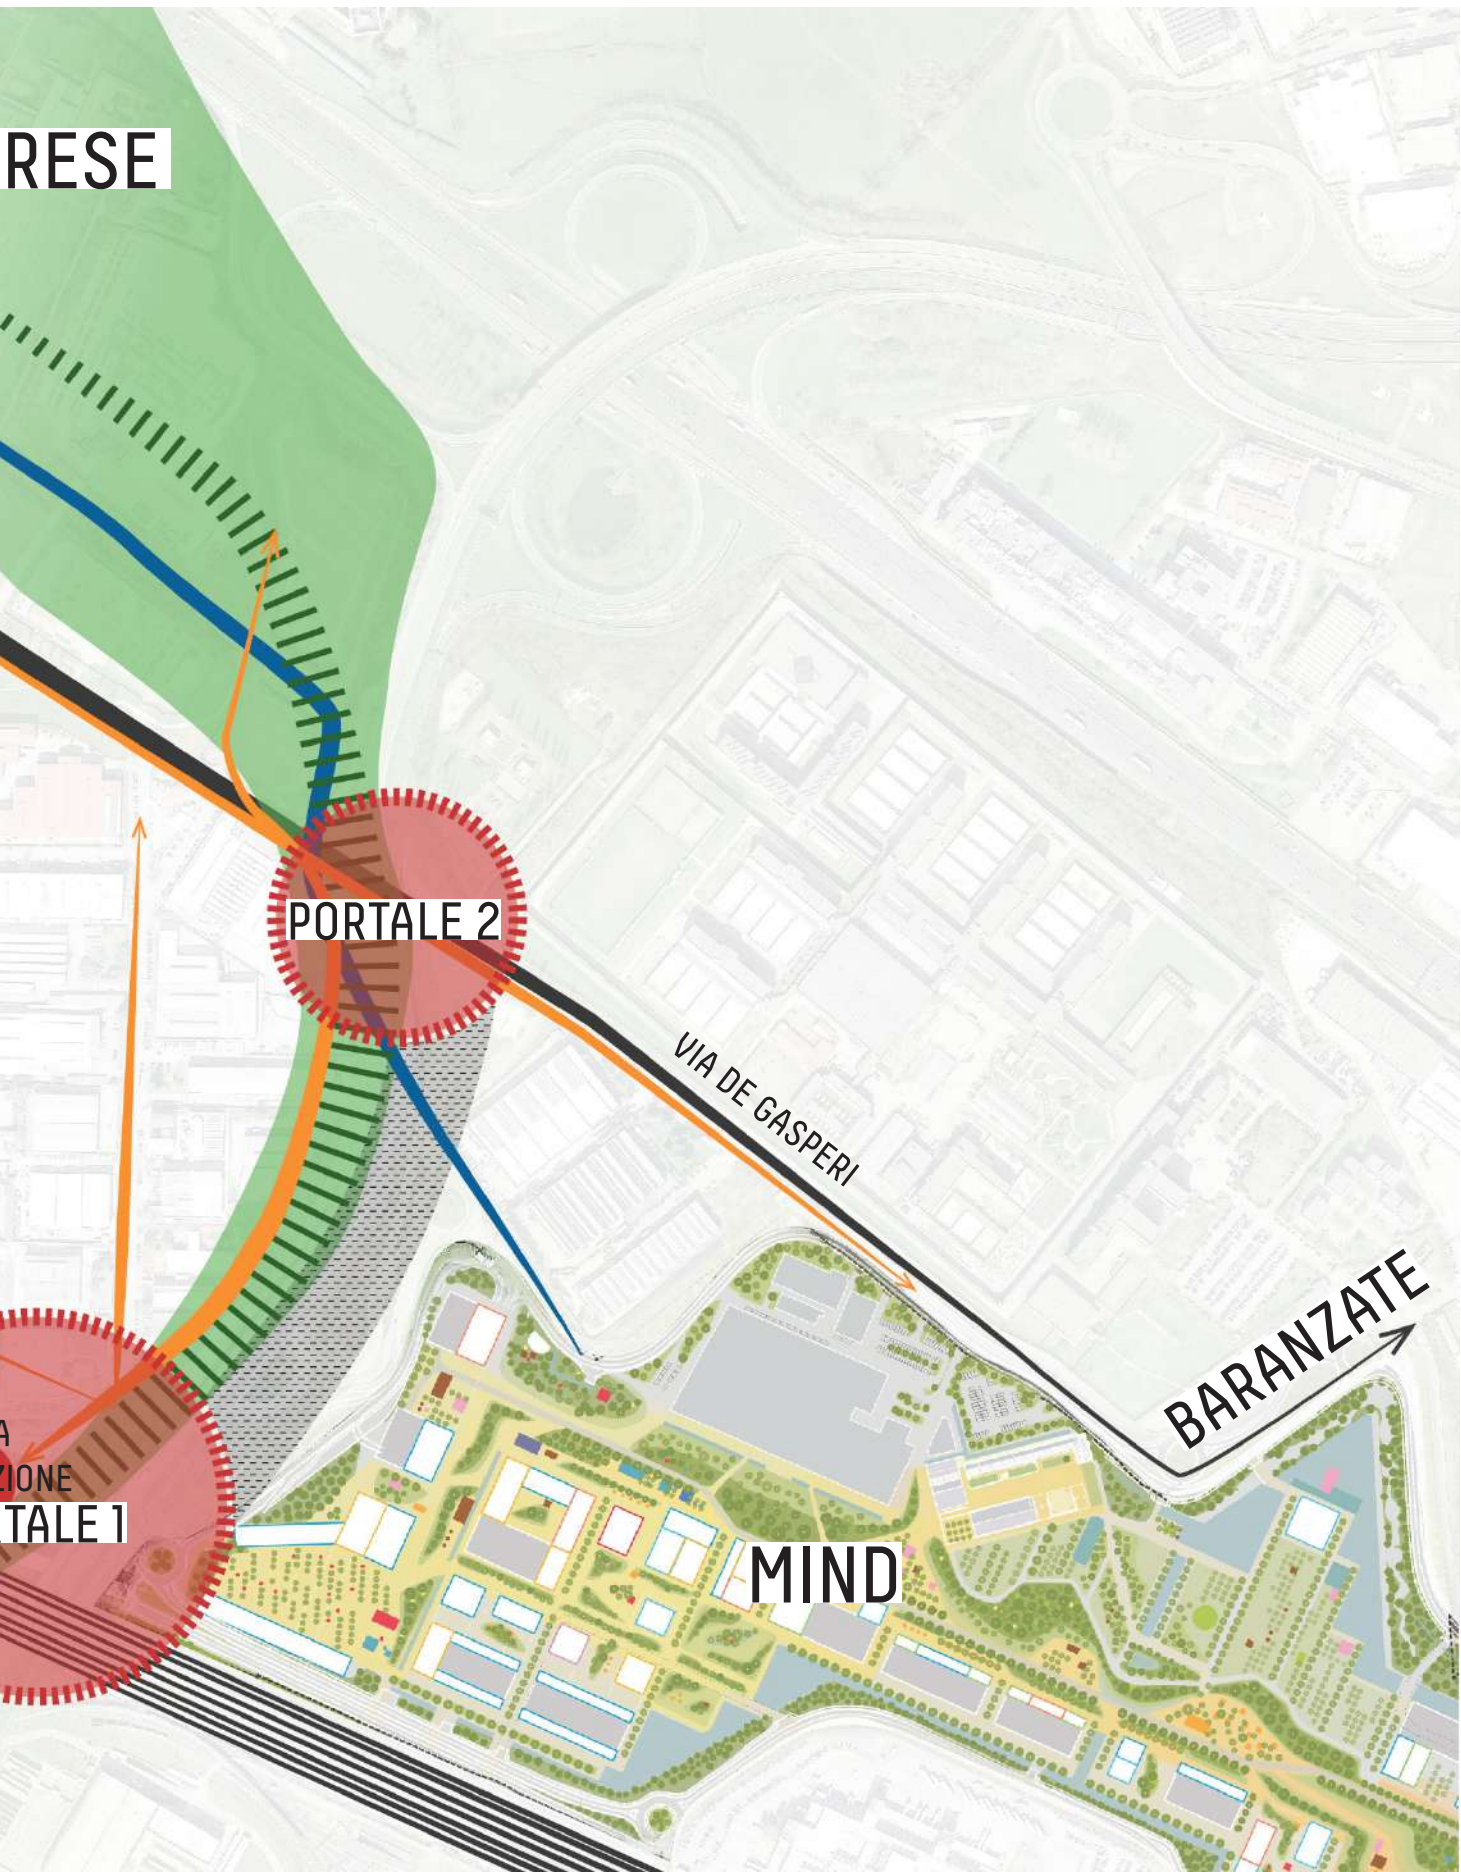 RESE
PORTALE 2
VIA DE GASPERI
BARANZATE
A
ZIONE
TALE 1
MIND